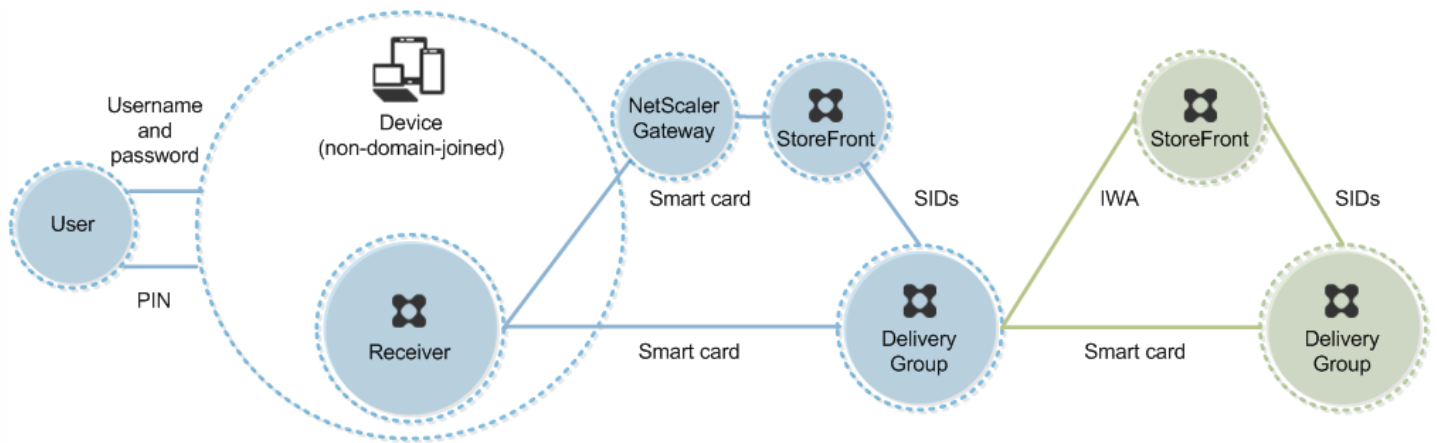 Username
and
password
User
PIN
Device
(non-domain-joined)
Receiver
NetScaler
Gateway
StoreFront
Smart card
SIDs
Smart card
Delivery
Group
StoreFront
IWA
SIDs
Smart card
Delivery
Group